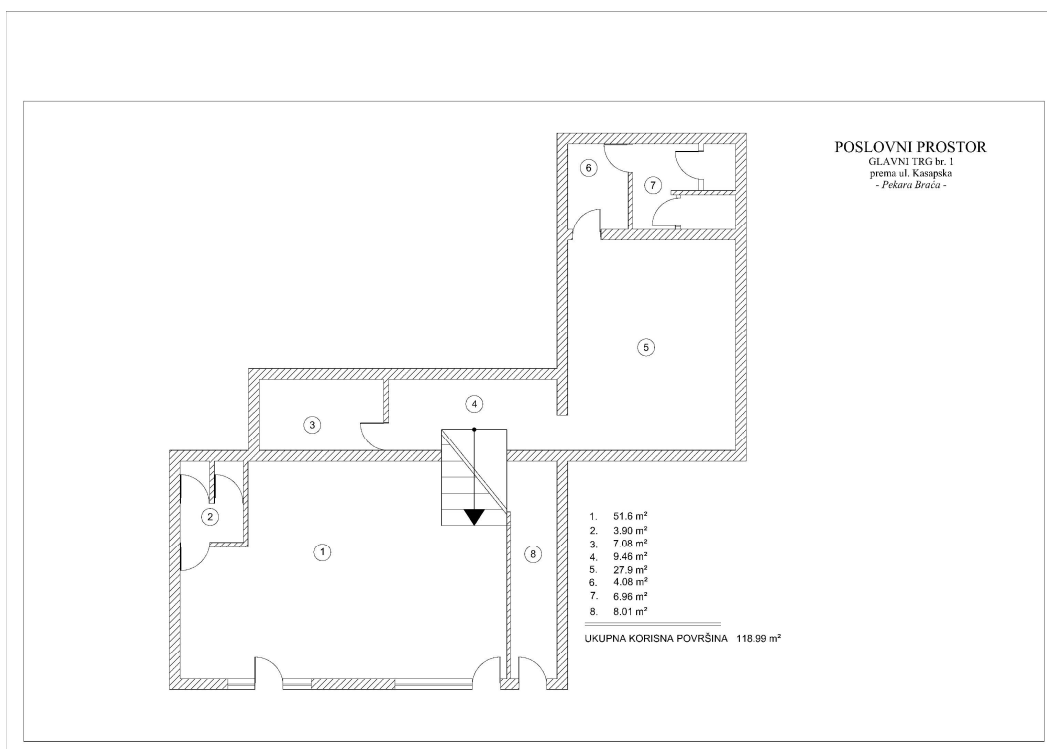 POSLOVNI PROSTOR
GLAVNI TRG br. 1
prema ul. Kasapska
- Pekara Braća -
6
7
5
4
3
2
1
8
1. 51.6 m²
2. 3.90 m²
3. 7.08 m²
4. 9.46 m²
5. 27.9 m²
6. 4.08 m²
7. 6.96 m²
8. 8.01 m²
UKUPNA KORISNA POVRŠINA 118.99 m²